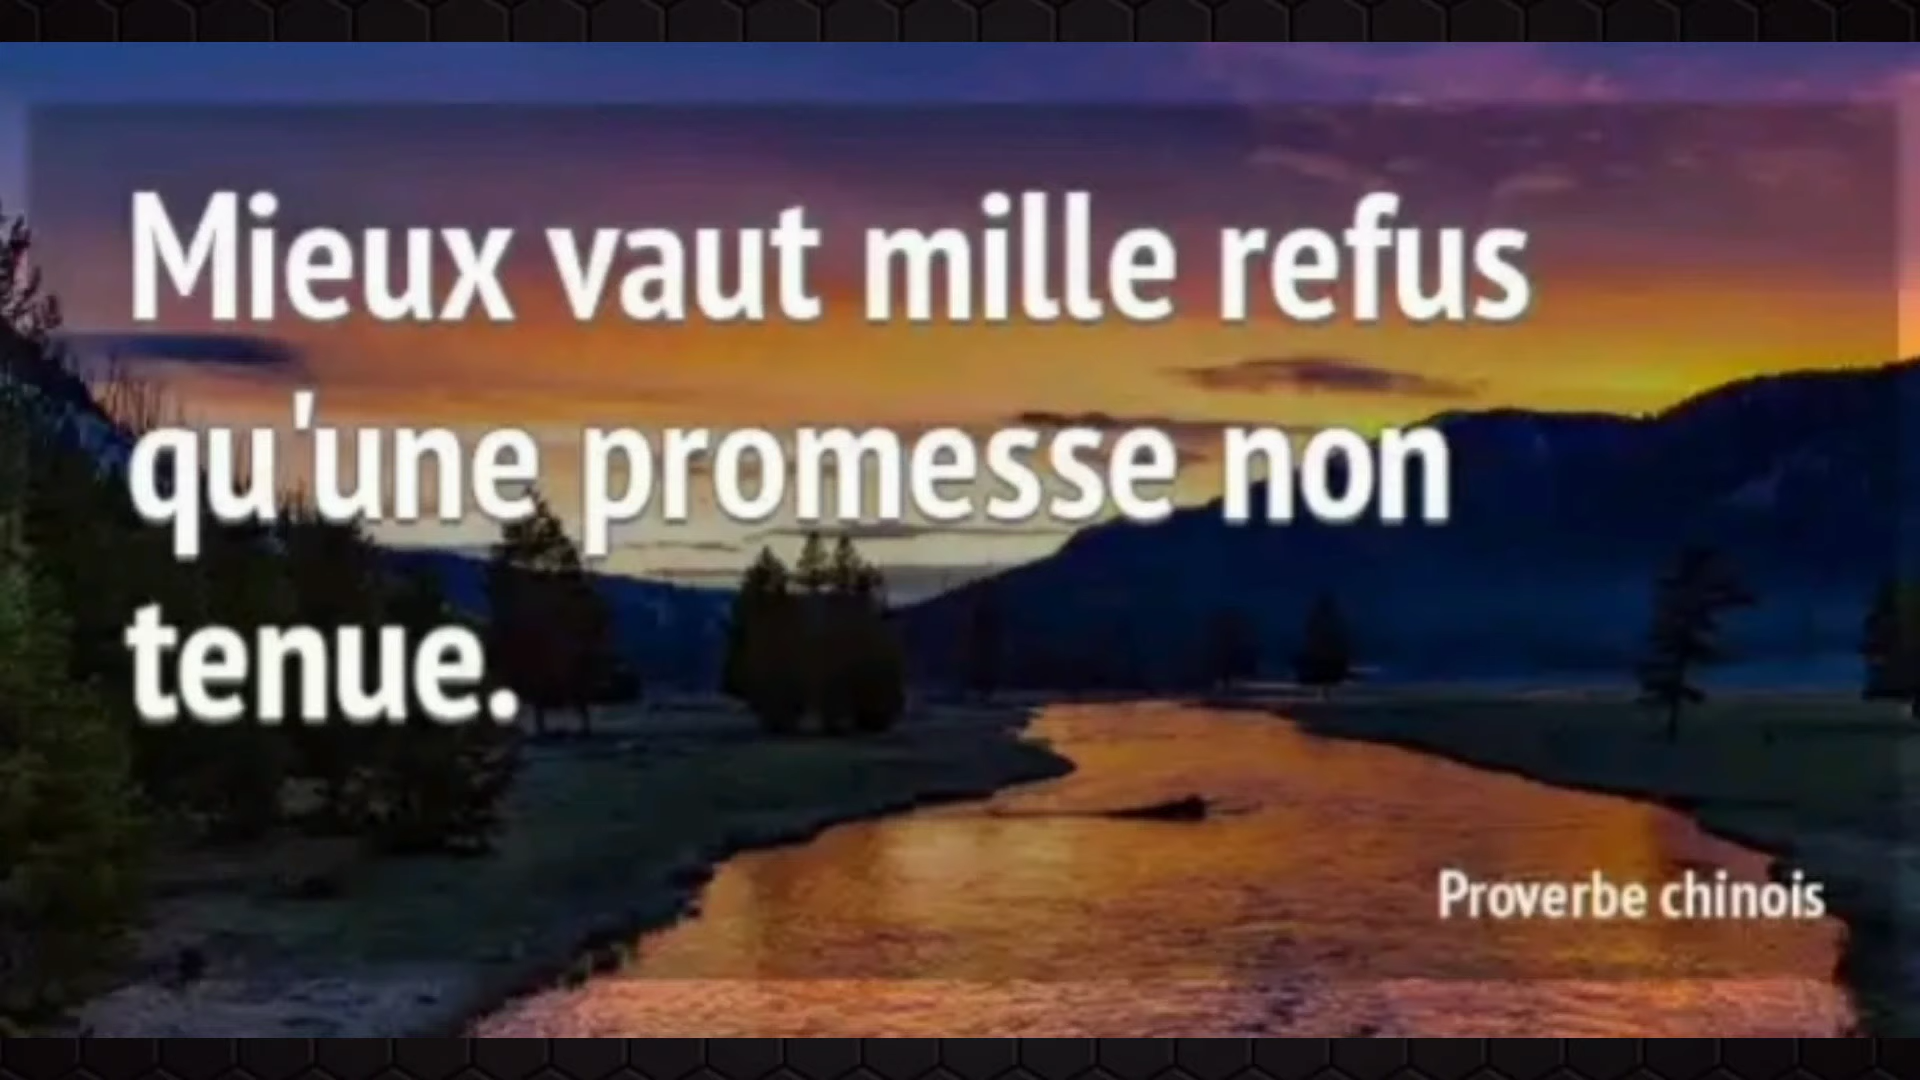 Mieux vaut mille refus
qu'une promesse non
tenue.
Proverbe chinois